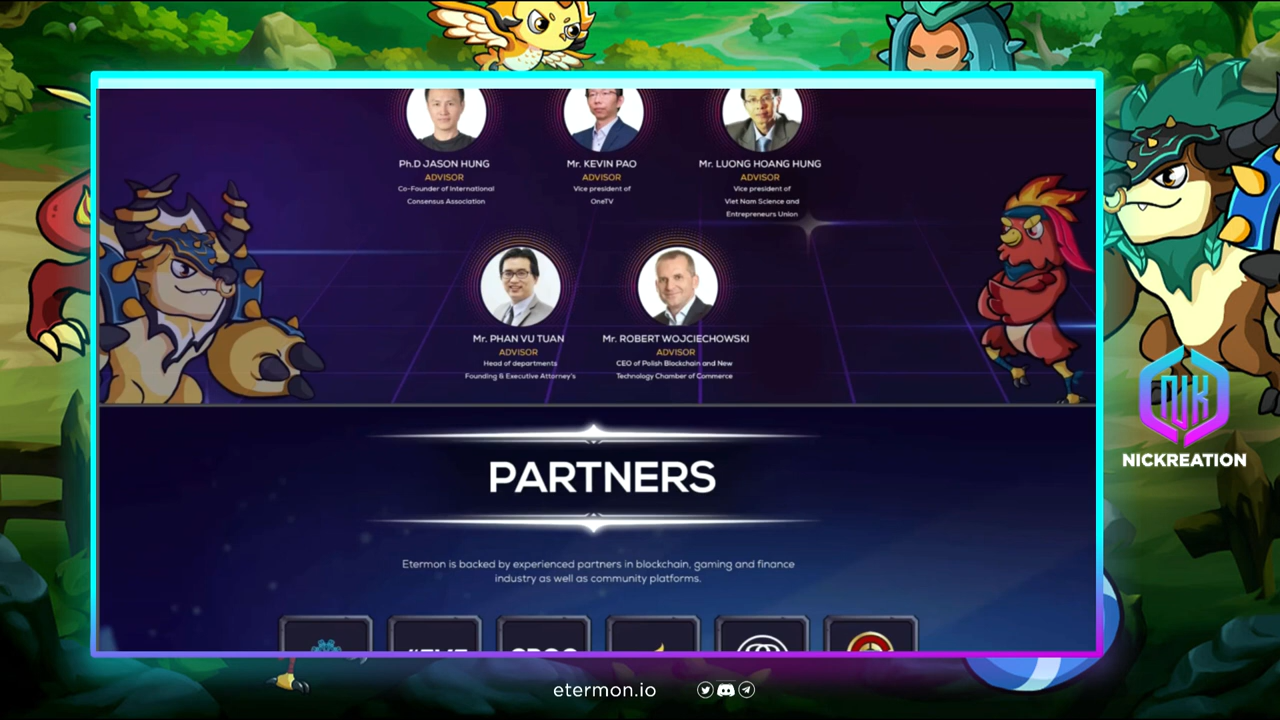 Ph.D JASON HUNG
ADVISOR
Co-Founder of International
Consensus Association
Mr. KEVIN PAO
ADVISOR
Vice president of
OneTV
Mr. LUONG HOANG HUNG
ADVISOR
Vice president of
Viet Nam Science and
Entrepreneurs Union
Mr. PHAN VU TUAN
ADVISOR
Head of departments
Founding & Executive Attorney's
Mr. ROBERT WOJCIECHOWSKI
ADVISOR
CEO of Polish Blockchain and New
Technology Chamber of Commerce
NICKREATION
PARTNERS
Etermon is backed by experienced partners in blockchain, gaming and finance
industry as well as community platforms.
etermon.io